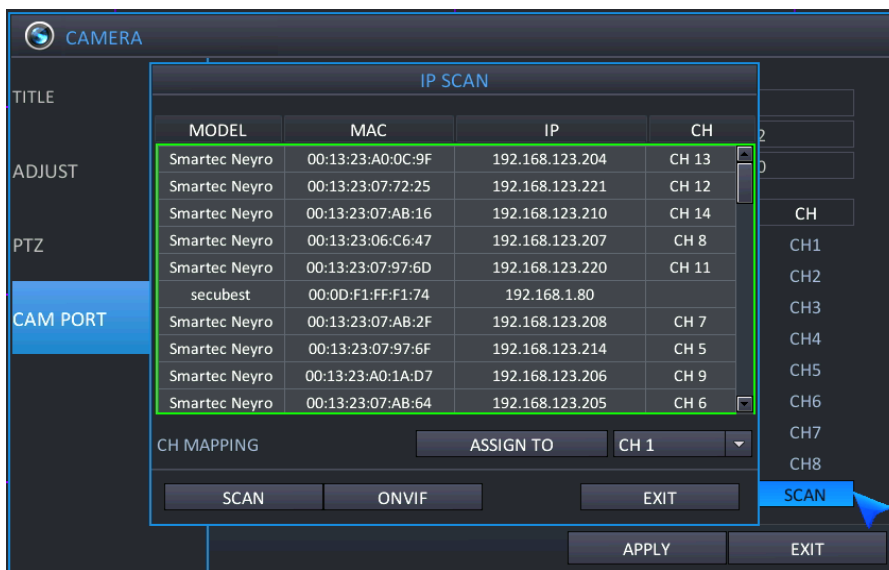 CAMERA
TITLE
ADJUST
PTZ
CAM PORT
IP SCAN
MODEL MAC IP CH
Smartec Neyro 00:13:23:A0:0C:9F 192.168.123.204 CH 13
Smartec Neyro 00:13:23:07:72:25 192.168.123.221 CH 12
Smartec Neyro 00:13:23:07:AB:16 192.168.123.210 CH 14
Smartec Neyro 00:13:23:06:C6:47 192.168.123.207 CH 8
Smartec Neyro 00:13:23:07:97:6D 192.168.123.220 CH 11
secubest 00:0D:F1:FF:F1:74 192.168.1.80
Smartec Neyro 00:13:23:07:AB:2F 192.168.123.208 CH 7
Smartec Neyro 00:13:23:07:97:6F 192.168.123.214 CH 5
Smartec Neyro 00:13:23:A0:1A:D7 192.168.123.206 CH 9
Smartec Neyro 00:13:23:07:AB:64 192.168.123.205 CH 6
CH MAPPING ASSIGN TO CH 1
SCAN ONVIF EXIT
2
CH
CH1
CH2
CH3
CH4
CH5
CH6
CH7
CH8
SCAN
APPLY EXIT